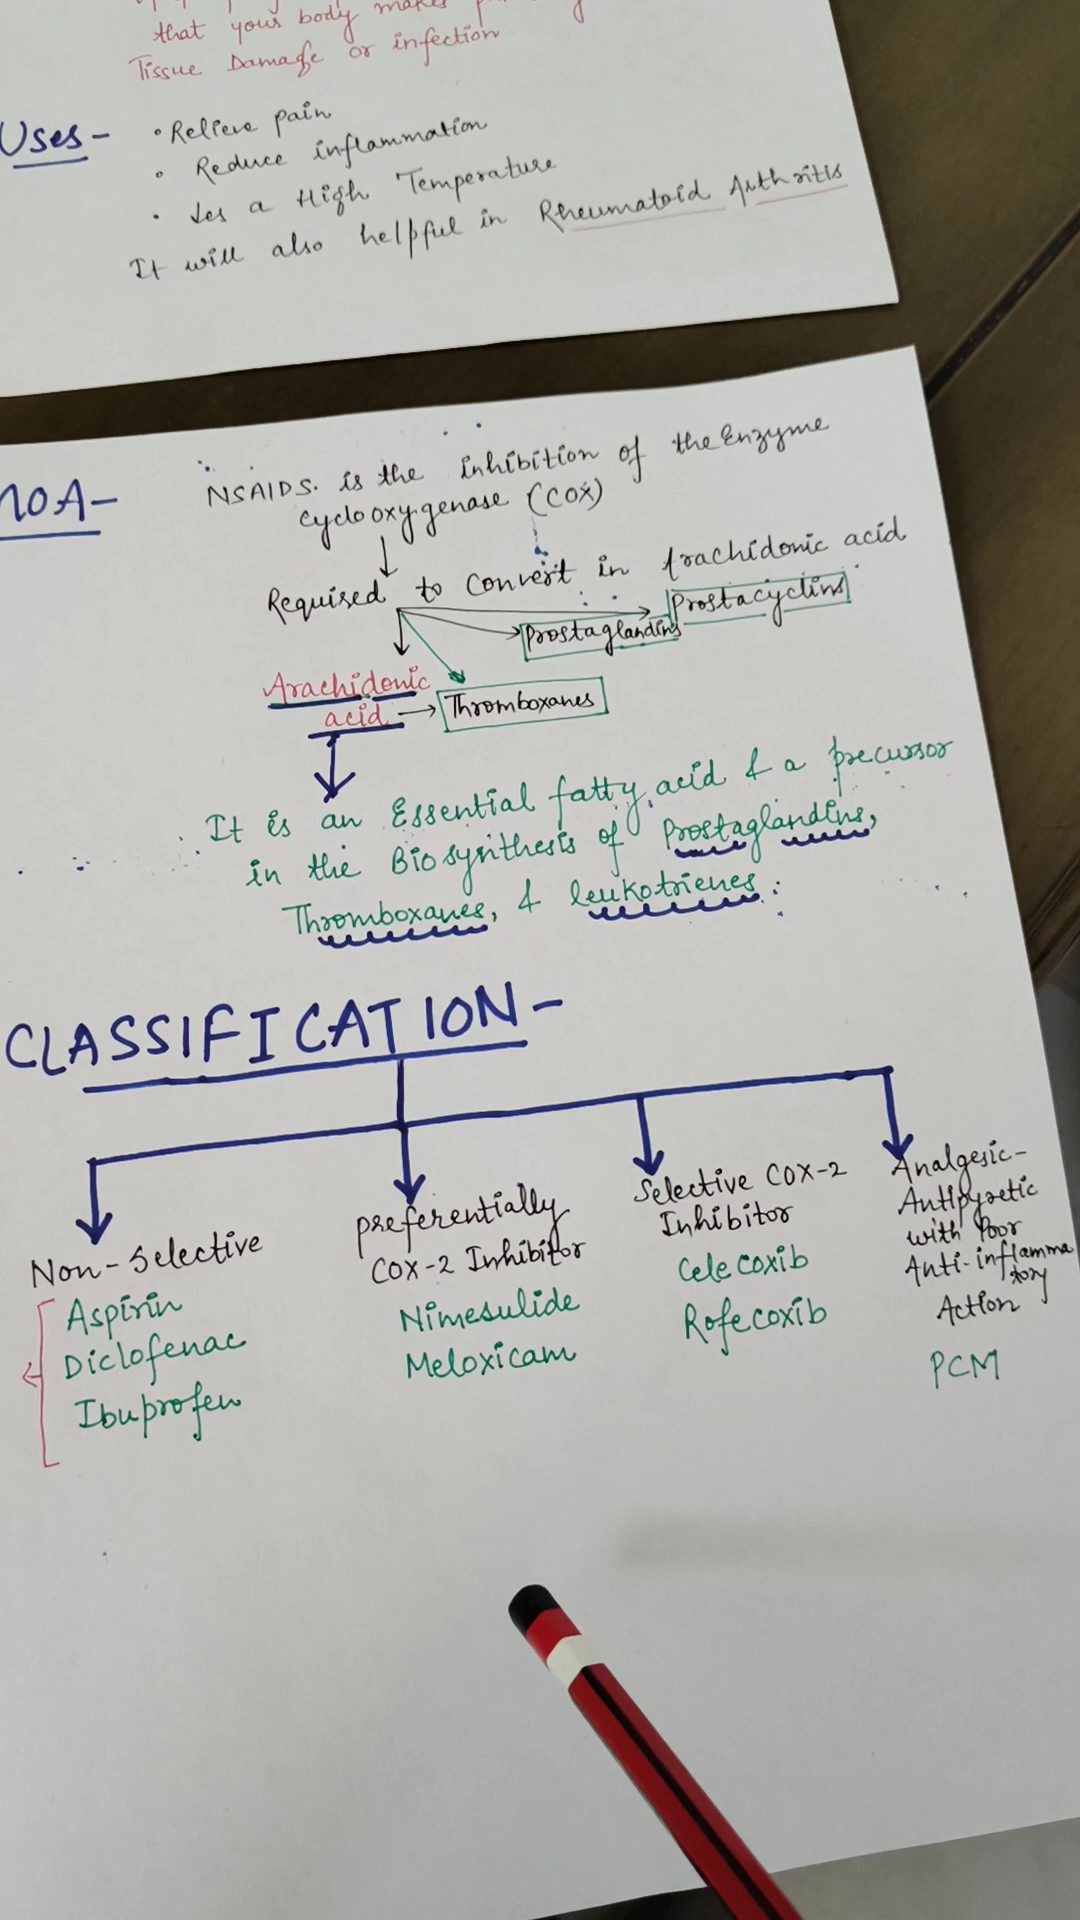 that your body makes
Tissue Damage or infection
Uses-
• Relieve pain
• Reduce inflammation
• ↓es a High Temperature
It will also helpful in Rheumatoid Arthritis
MOA-
NSAIDS. is the inhibition of the Enzyme
cyclooxygenase (COX)
Required to convert in Arachidonic acid
Prostacyclins
Prostaglandins
Arachidonic
acid → Thromboxanes
It is an Essential fatty acid & a precursor
in the Biosynthesis of Prostaglandins,
Thromboxanes, & leukotrienes.
CLASSIFICATION-
Non-Selective
Aspirin
Diclofenac
Ibuprofen
preferentially
COX-2 Inhibitor
Nimesulide
Meloxicam
Selective COX-2
Inhibitor
Celecoxib
Rofecoxib
Analgesic-
Antipyretic
with Poor
Anti-inflamma
tory
Action
PCM